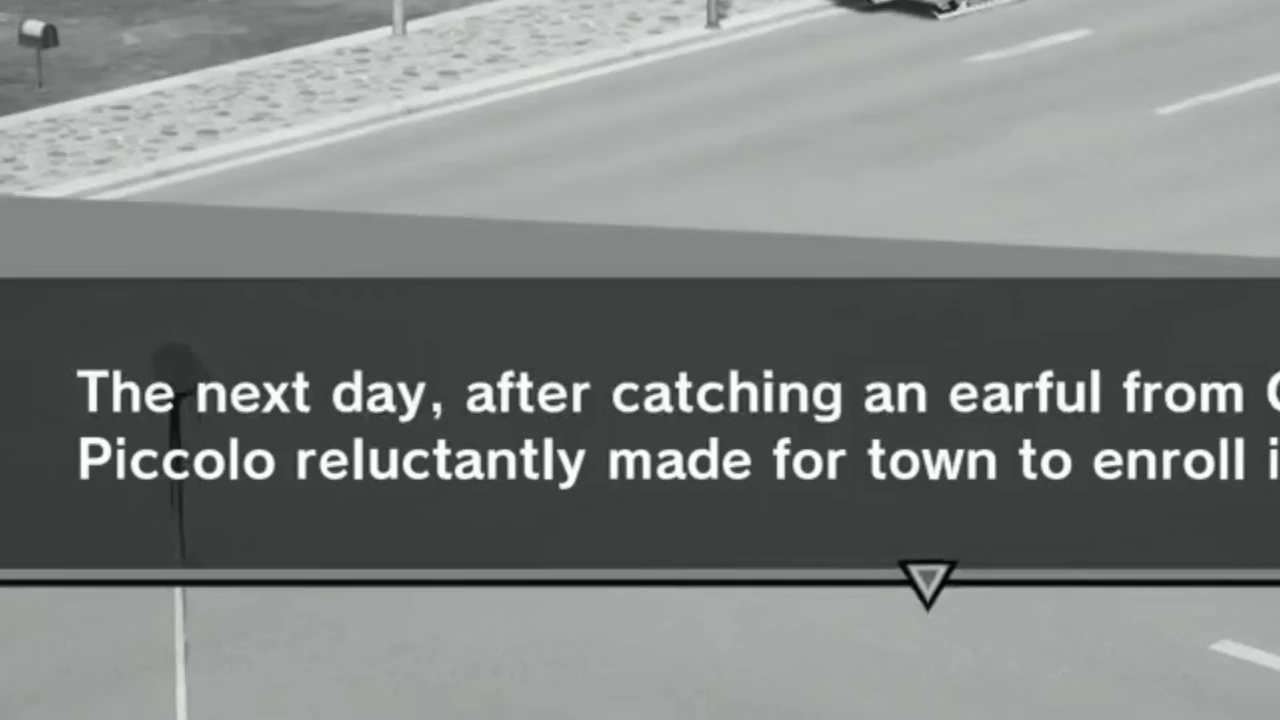 The next day, after catching an earful from
Piccolo reluctantly made for town to enroll